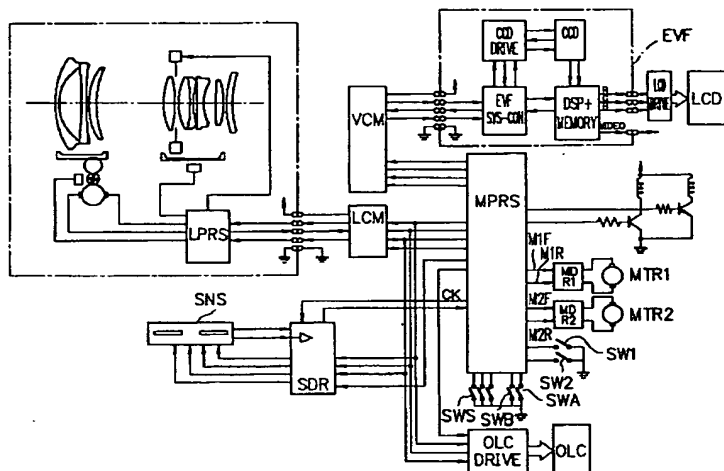 CCD DRIVE
CCD
EVF
VCM
EVF SYS-CON
DSP+ MEMORY
LCD DRIVE
LCD
VIDEO
MPRS
LPRS
LCM
M1F
M1R
MD R1
MTR1
SNS
CK
M2F
MD R2
MTR2
M2R
SW1
SDR
SW2
SWS
SWB
SWA
OLC DRIVE
OLC